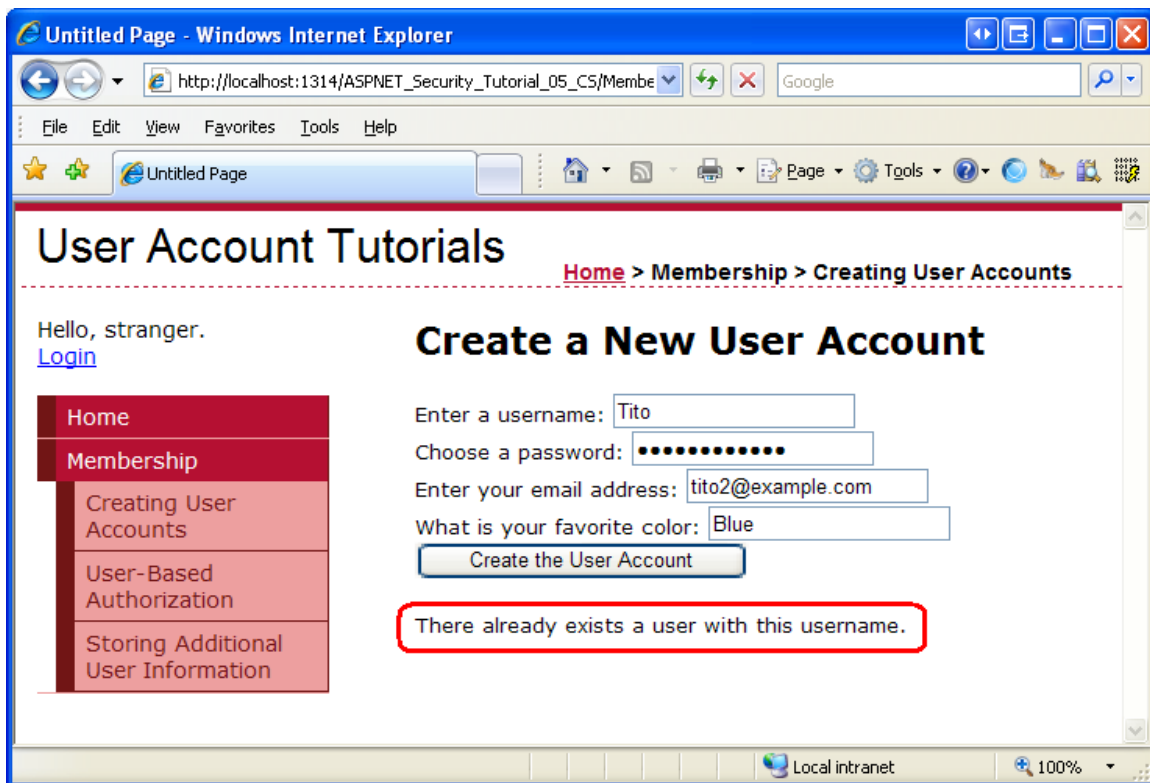 Untitled Page - Windows Internet Explorer
http://localhost:1314/ASPNET_Security_Tutorial_05_CS/Membe
Google
File Edit View Favorites Tools Help
Untitled Page
Page Tools
User Account Tutorials
Home > Membership > Creating User Accounts
Hello, stranger.
Login
Home
Membership
Creating User
Accounts
User-Based
Authorization
Storing Additional
User Information
Create a New User Account
Enter a username: Tito
Choose a password: ●●●●●●●●●●●●
Enter your email address: tito2@example.com
What is your favorite color: Blue
Create the User Account
There already exists a user with this username.
Local intranet
100%